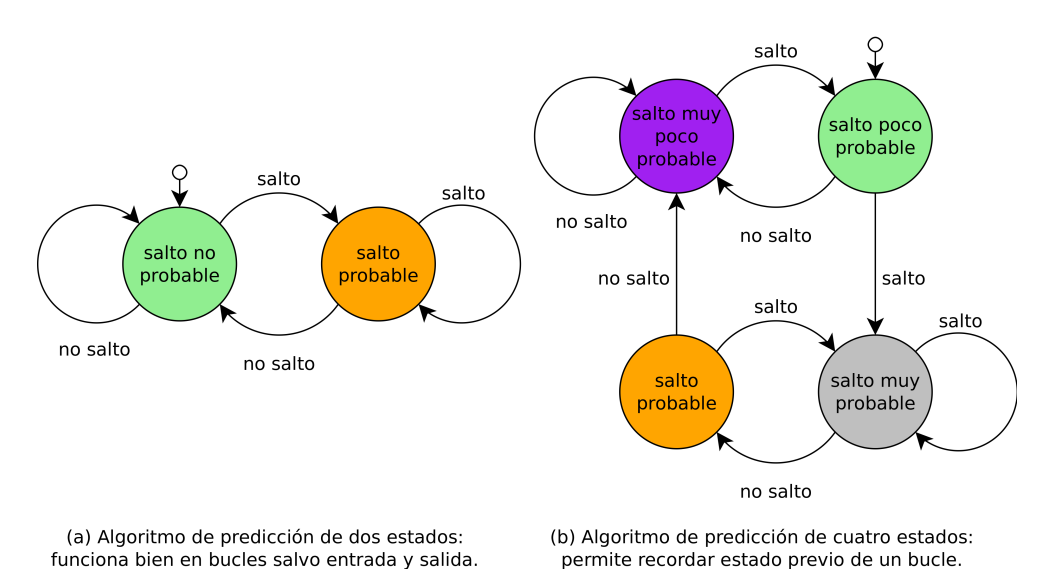 salto
salto
salto no
probable
salto
probable
no salto
no salto
(a) Algoritmo de predicción de dos estados:
funciona bien en bucles salvo entrada y salida.
salto
salto muy
poco
probable
salto poco
probable
no salto
no salto
no salto
salto
salto
salto
salto
probable
salto muy
probable
no salto
(b) Algoritmo de predicción de cuatro estados:
permite recordar estado previo de un bucle.